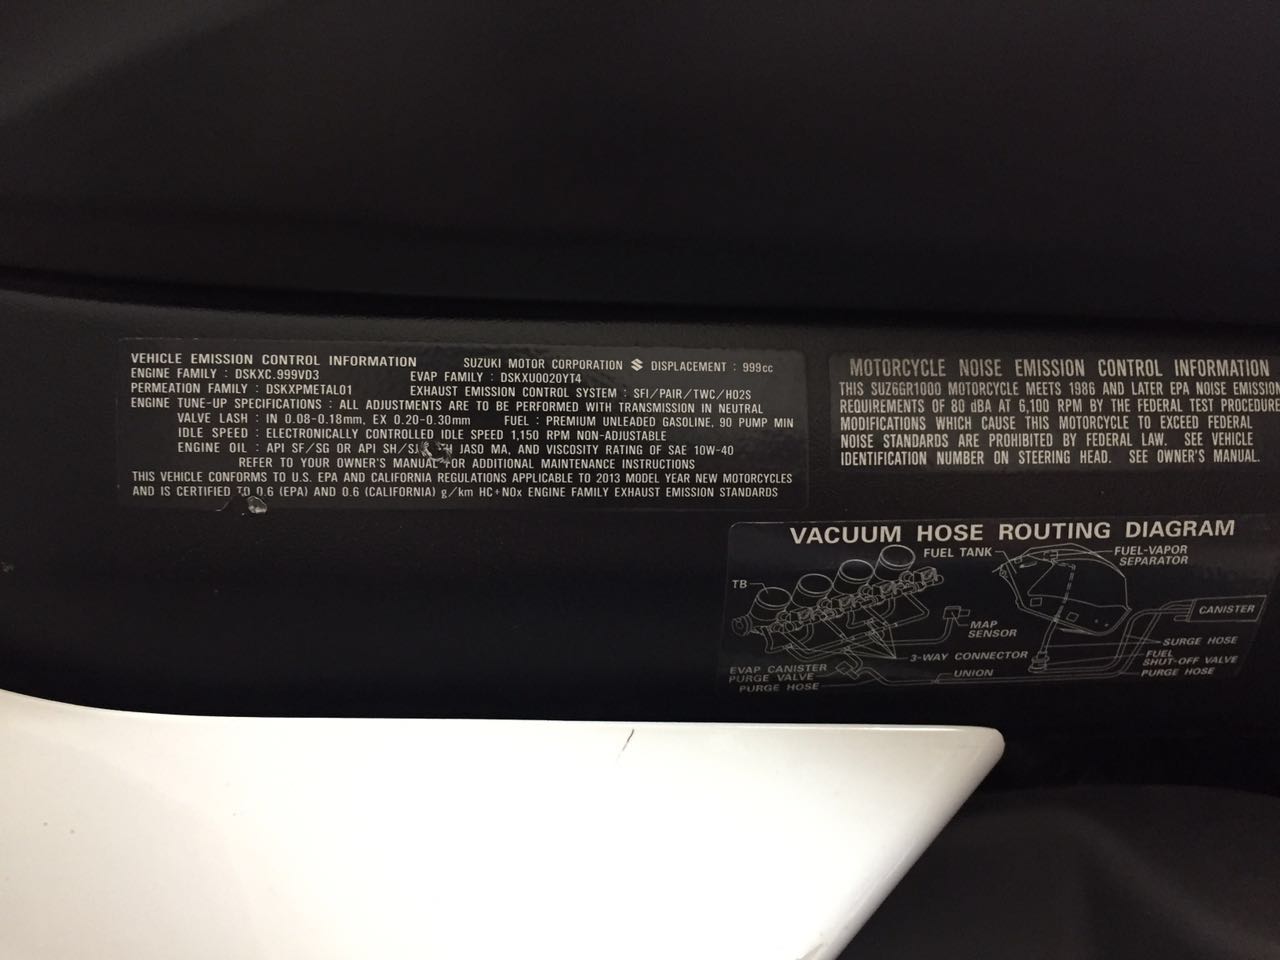 VEHICLE EMISSION CONTROL INFORMATION SUZUKI MOTOR CORPORATION DISPLACEMENT : 999cc
ENGINE FAMILY : DSKXC.999VD3 EVAP FAMILY : DSKXU0020YT4
PERMEATION FAMILY : DSKXPMETAL01 EXHAUST EMISSION CONTROL SYSTEM : SFI/PAIR/TWC/HO2S
ENGINE TUNE-UP SPECIFICATIONS : ALL ADJUSTMENTS ARE TO BE PERFORMED WITH TRANSMISSION IN NEUTRAL
VALVE LASH : IN 0.08-0.18mm, EX 0.20-0.30mm FUEL : PREMIUM UNLEADED GASOLINE, 90 PUMP MIN
IDLE SPEED : ELECTRONICALLY CONTROLLED IDLE SPEED 1,150 RPM NON-ADJUSTABLE
ENGINE OIL : API SF/SG OR API SH/SJ JASO MA, AND VISCOSITY RATING OF SAE 10W-40
REFER TO YOUR OWNER'S MANUAL FOR ADDITIONAL MAINTENANCE INSTRUCTIONS
THIS VEHICLE CONFORMS TO U.S. EPA AND CALIFORNIA REGULATIONS APPLICABLE TO 2013 MODEL YEAR NEW MOTORCYCLES
AND IS CERTIFIED TO 0.6 (EPA) AND 0.6 (CALIFORNIA) g/km HC+NOx ENGINE FAMILY EXHAUST EMISSION STANDARDS
MOTORCYCLE NOISE EMISSION CONTROL INFORMATION
THIS SUZ6GR1000 MOTORCYCLE MEETS 1986 AND LATER EPA NOISE EMISSION
REQUIREMENTS OF 80 dBA AT 6,100 RPM BY THE FEDERAL TEST PROCEDURE
MODIFICATIONS WHICH CAUSE THIS MOTORCYCLE TO EXCEED FEDERAL
NOISE STANDARDS ARE PROHIBITED BY FEDERAL LAW. SEE VEHICLE
IDENTIFICATION NUMBER ON STEERING HEAD. SEE OWNER'S MANUAL.
VACUUM HOSE ROUTING DIAGRAM
FUEL TANK
FUEL-VAPOR
SEPARATOR
TB
CANISTER
MAP
SENSOR
SURGE HOSE
3-WAY CONNECTOR
FUEL
SHUT-OFF VALVE
EVAP CANISTER
PURGE VALVE
UNION
PURGE HOSE
PURGE HOSE